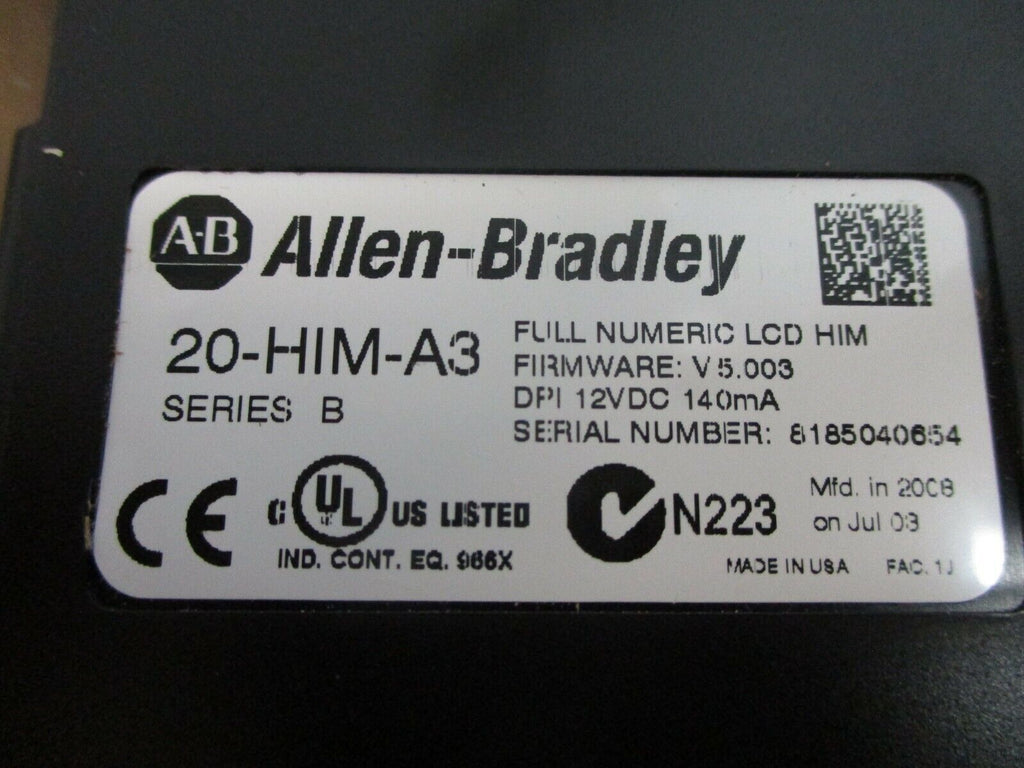 A-B Allen-Bradley
20-HIM-A3
SERIES B
FULL NUMERIC LCD HIM
FIRMWARE: V 5.003
DPI 12VDC 140mA
SERIAL NUMBER: 8185040654
CE
C UL US LISTED
IND. CONT. EQ. 966X
N223
Mfd. in 2008
on Jul 03
MADE IN USA FAC. 1J